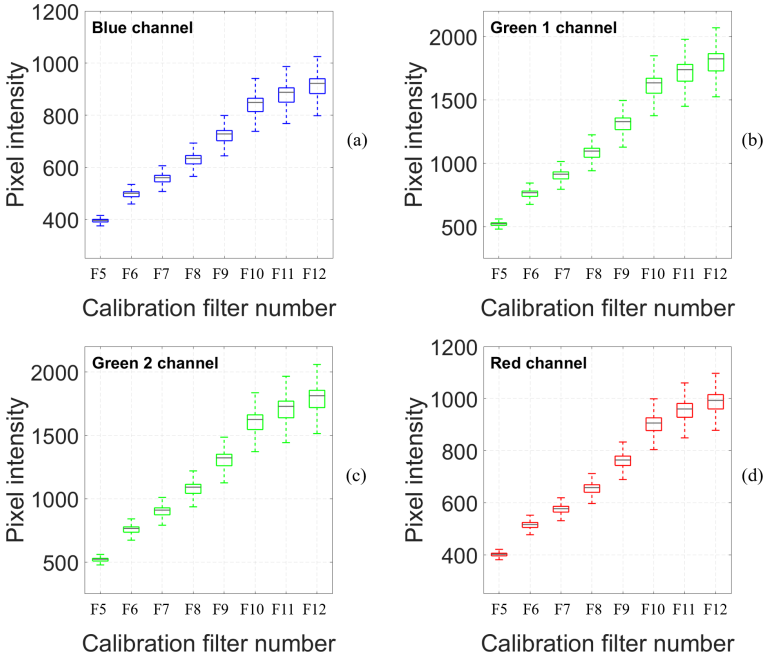 Blue channel
1200
1000
800
600
400
Pixel intensity
F5 F6 F7 F8 F9 F10 F11 F12
Calibration filter number
(a)
Green 1 channel
2000
1500
1000
500
Pixel intensity
F5 F6 F7 F8 F9 F10 F11 F12
Calibration filter number
(b)
Green 2 channel
2000
1500
1000
500
Pixel intensity
F5 F6 F7 F8 F9 F10 F11 F12
Calibration filter number
(c)
Red channel
1200
1000
800
600
400
Pixel intensity
F5 F6 F7 F8 F9 F10 F11 F12
Calibration filter number
(d)